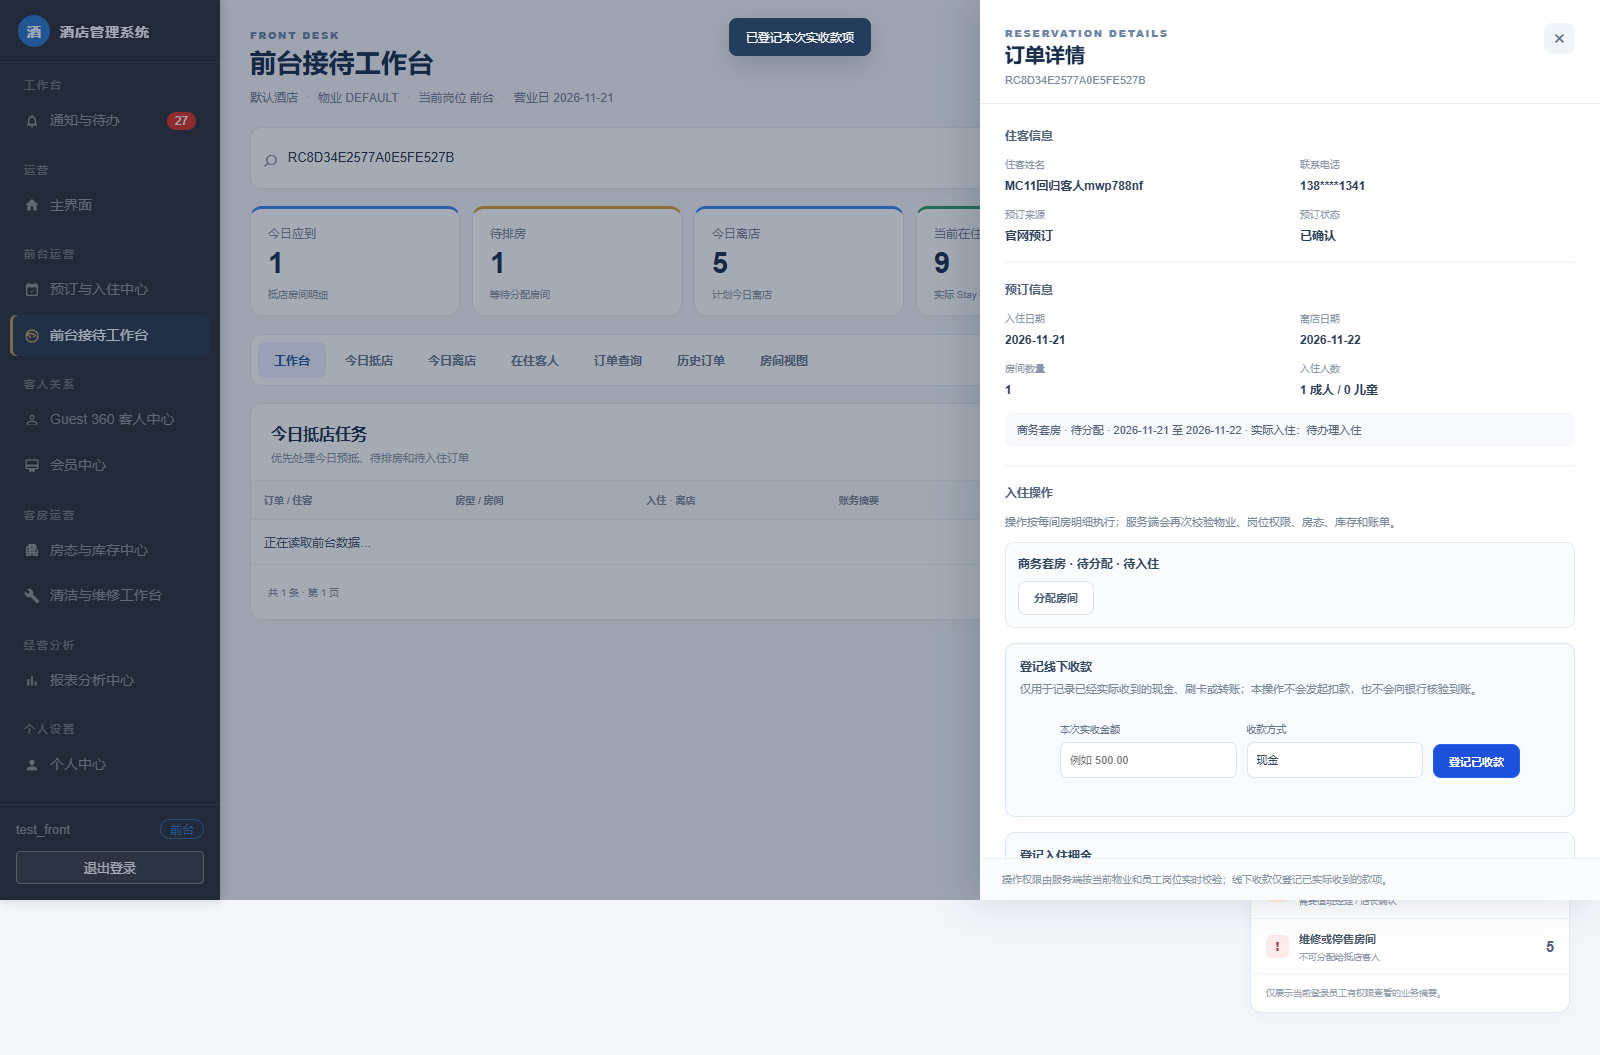 酒 酒店管理系统
工作台
通知与待办 27
运营
主界面
前台运营
预订与入住中心
前台接待工作台
客人关系
Guest 360 客人中心
会员中心
客房运营
房态与库存中心
清洁与维修工作台
经营分析
报表分析中心
个人设置
个人中心
test_front 前台
退出登录
FRONT DESK
前台接待工作台
默认酒店 · 物业 DEFAULT · 当前岗位 前台 · 营业日 2026-11-21
已登记本次实收款项
RC8D34E2577A0E5FE527B
今日应到
1
抵店房间明细
待排房
1
等待分配房间
今日离店
5
计划今日离店
当前在住
9
实际 Stay
工作台 今日抵店 今日离店 在住客人 订单查询 历史订单 房间视图
今日抵店任务
优先处理今日预抵、待排房和待入住订单
订单 / 住客 房型 / 房间 入住 · 离店 账务摘要
正在读取前台数据…
共 1 条 · 第 1 页
RESERVATION DETAILS
订单详情
RC8D34E2577A0E5FE527B
×
住客信息
住客姓名 联系电话
MC11回归客人mwp788nf 138****1341
预订来源 预订状态
官网预订 已确认
预订信息
入住日期 离店日期
2026-11-21 2026-11-22
房间数量 入住人数
1 1 成人 / 0 儿童
商务套房 · 待分配 · 2026-11-21 至 2026-11-22 · 实际入住：待办理入住
入住操作
操作按每间房明细执行；服务端会再次校验物业、岗位权限、房态、库存和账单。
商务套房 · 待分配 · 待入住
分配房间
登记线下收款
仅用于记录已经实际收到的现金、刷卡或转账；本操作不会发起扣款，也不会向银行核验到账。
本次实收金额 收款方式
例如 500.00 现金 登记已收款
登记入住押金
操作权限由服务端按当前物业和员工岗位实时校验；线下收款仅登记已实际收到的款项。
需要值班经理 / 店长确认
! 维修或停售房间 5
不可分配给抵店客人
仅展示当前登录员工有权限查看的业务摘要。